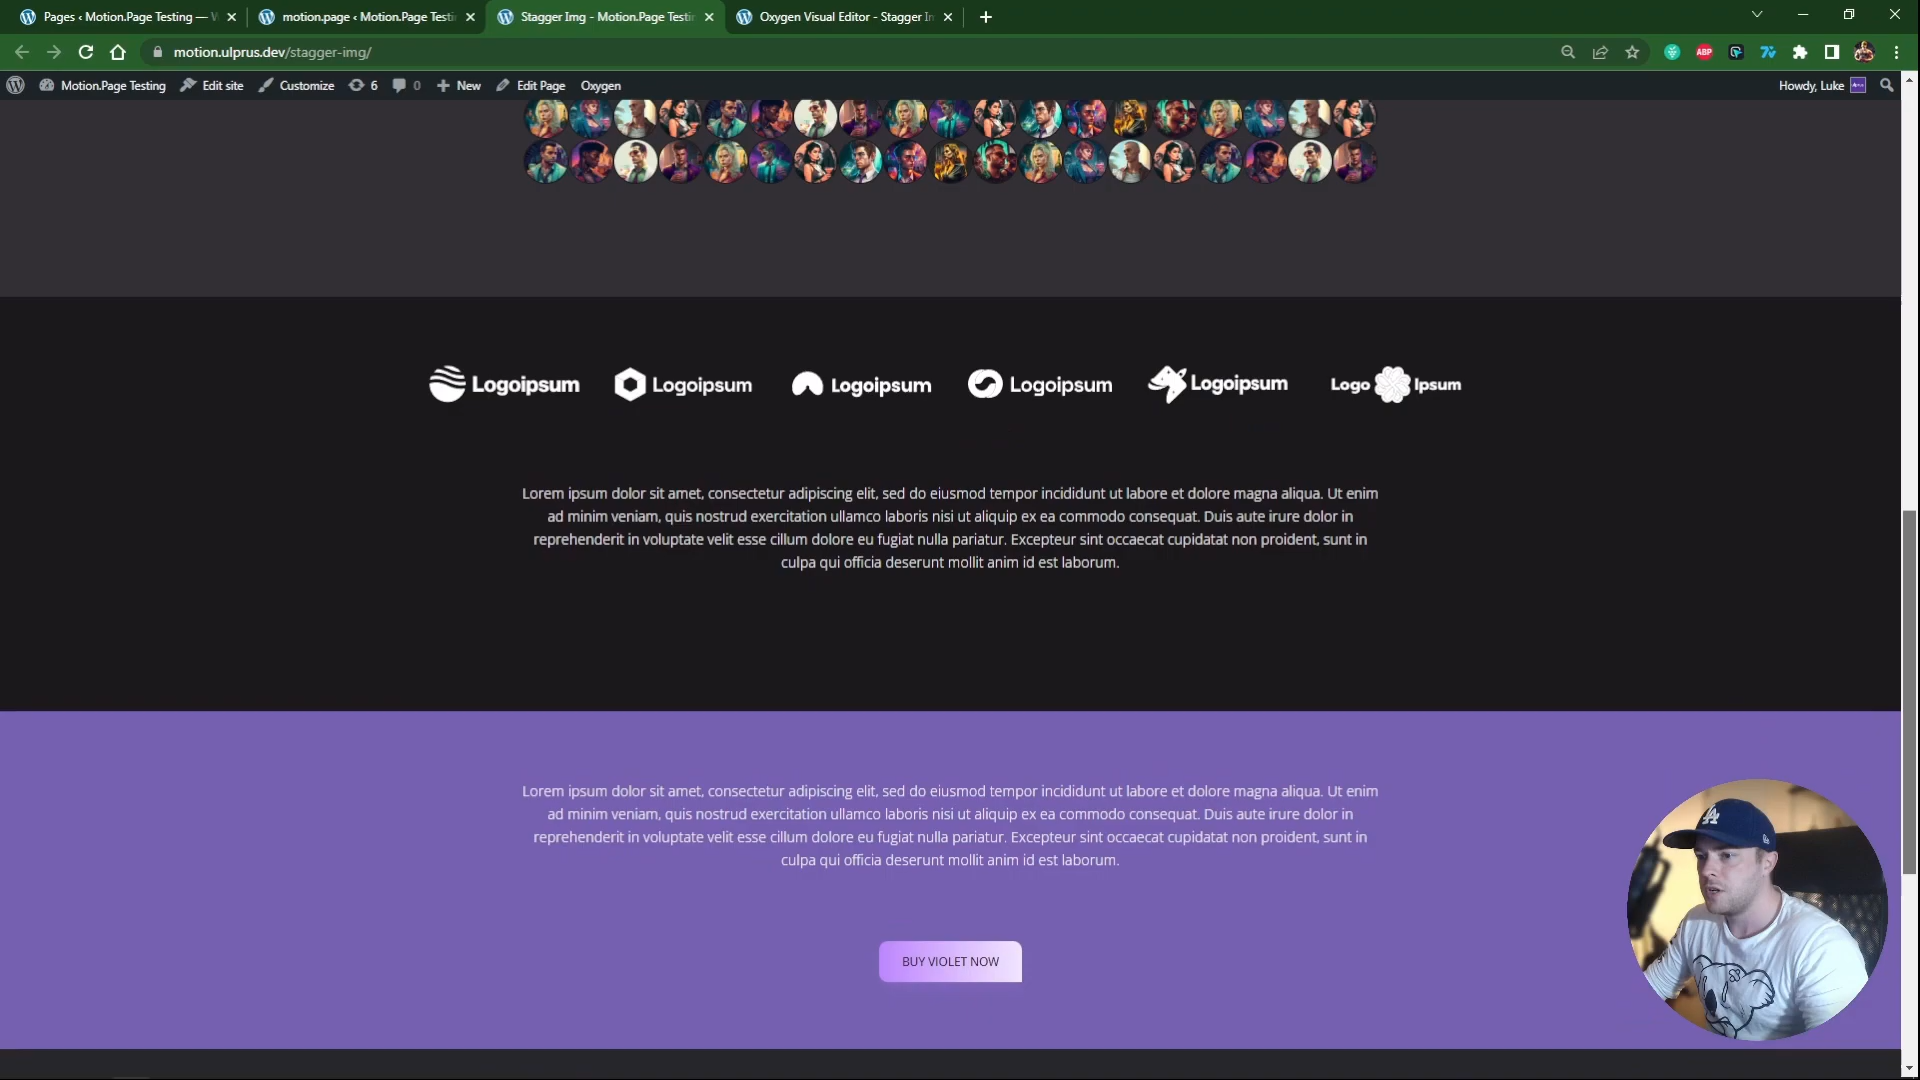 Pages ‹ Motion.Page Testing —
motion.page ‹ Motion.Page Testi
Stagger Img - Motion.Page Testin
Oxygen Visual Editor - Stagger Im
motion.ulprus.dev/stagger-img/
ABP
Motion.Page Testing
Edit site
Customize
6
0
New
Edit Page
Oxygen
Howdy, Luke
Logoipsum
Logoipsum
Logoipsum
Logoipsum
Logoipsum
Logo Ipsum
Lorem ipsum dolor sit amet, consectetur adipiscing elit, sed do eiusmod tempor incididunt ut labore et dolore magna aliqua. Ut enim
ad minim veniam, quis nostrud exercitation ullamco laboris nisi ut aliquip ex ea commodo consequat. Duis aute irure dolor in
reprehenderit in voluptate velit esse cillum dolore eu fugiat nulla pariatur. Excepteur sint occaecat cupidatat non proident, sunt in
culpa qui officia deserunt mollit anim id est laborum.
Lorem ipsum dolor sit amet, consectetur adipiscing elit, sed do eiusmod tempor incididunt ut labore et dolore magna aliqua. Ut enim
ad minim veniam, quis nostrud exercitation ullamco laboris nisi ut aliquip ex ea commodo consequat. Duis aute irure dolor in
reprehenderit in voluptate velit esse cillum dolore eu fugiat nulla pariatur. Excepteur sint occaecat cupidatat non proident, sunt in
culpa qui officia deserunt mollit anim id est laborum.
BUY VIOLET NOW
LA